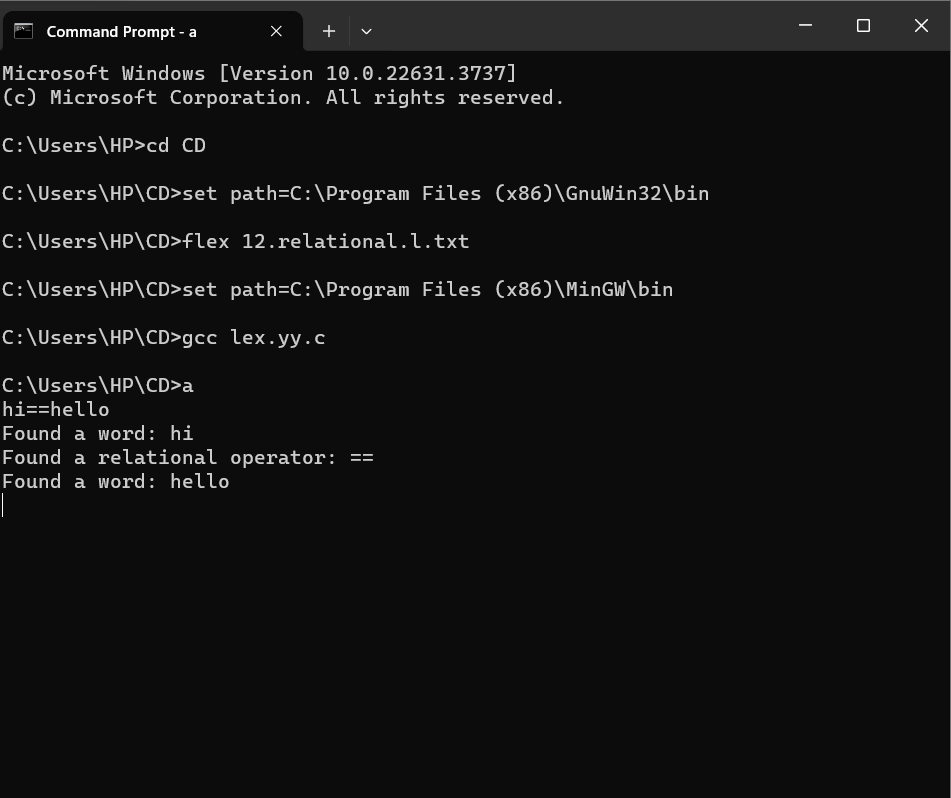 Command Prompt - a
Microsoft Windows [Version 10.0.22631.3737]
(c) Microsoft Corporation. All rights reserved.
C:\Users\HP>cd CD
C:\Users\HP\CD>set path=C:\Program Files (x86)\GnuWin32\bin
C:\Users\HP\CD>flex 12.relational.l.txt
C:\Users\HP\CD>set path=C:\Program Files (x86)\MinGW\bin
C:\Users\HP\CD>gcc lex.yy.c
C:\Users\HP\CD>a
hi==hello
Found a word: hi
Found a relational operator: ==
Found a word: hello